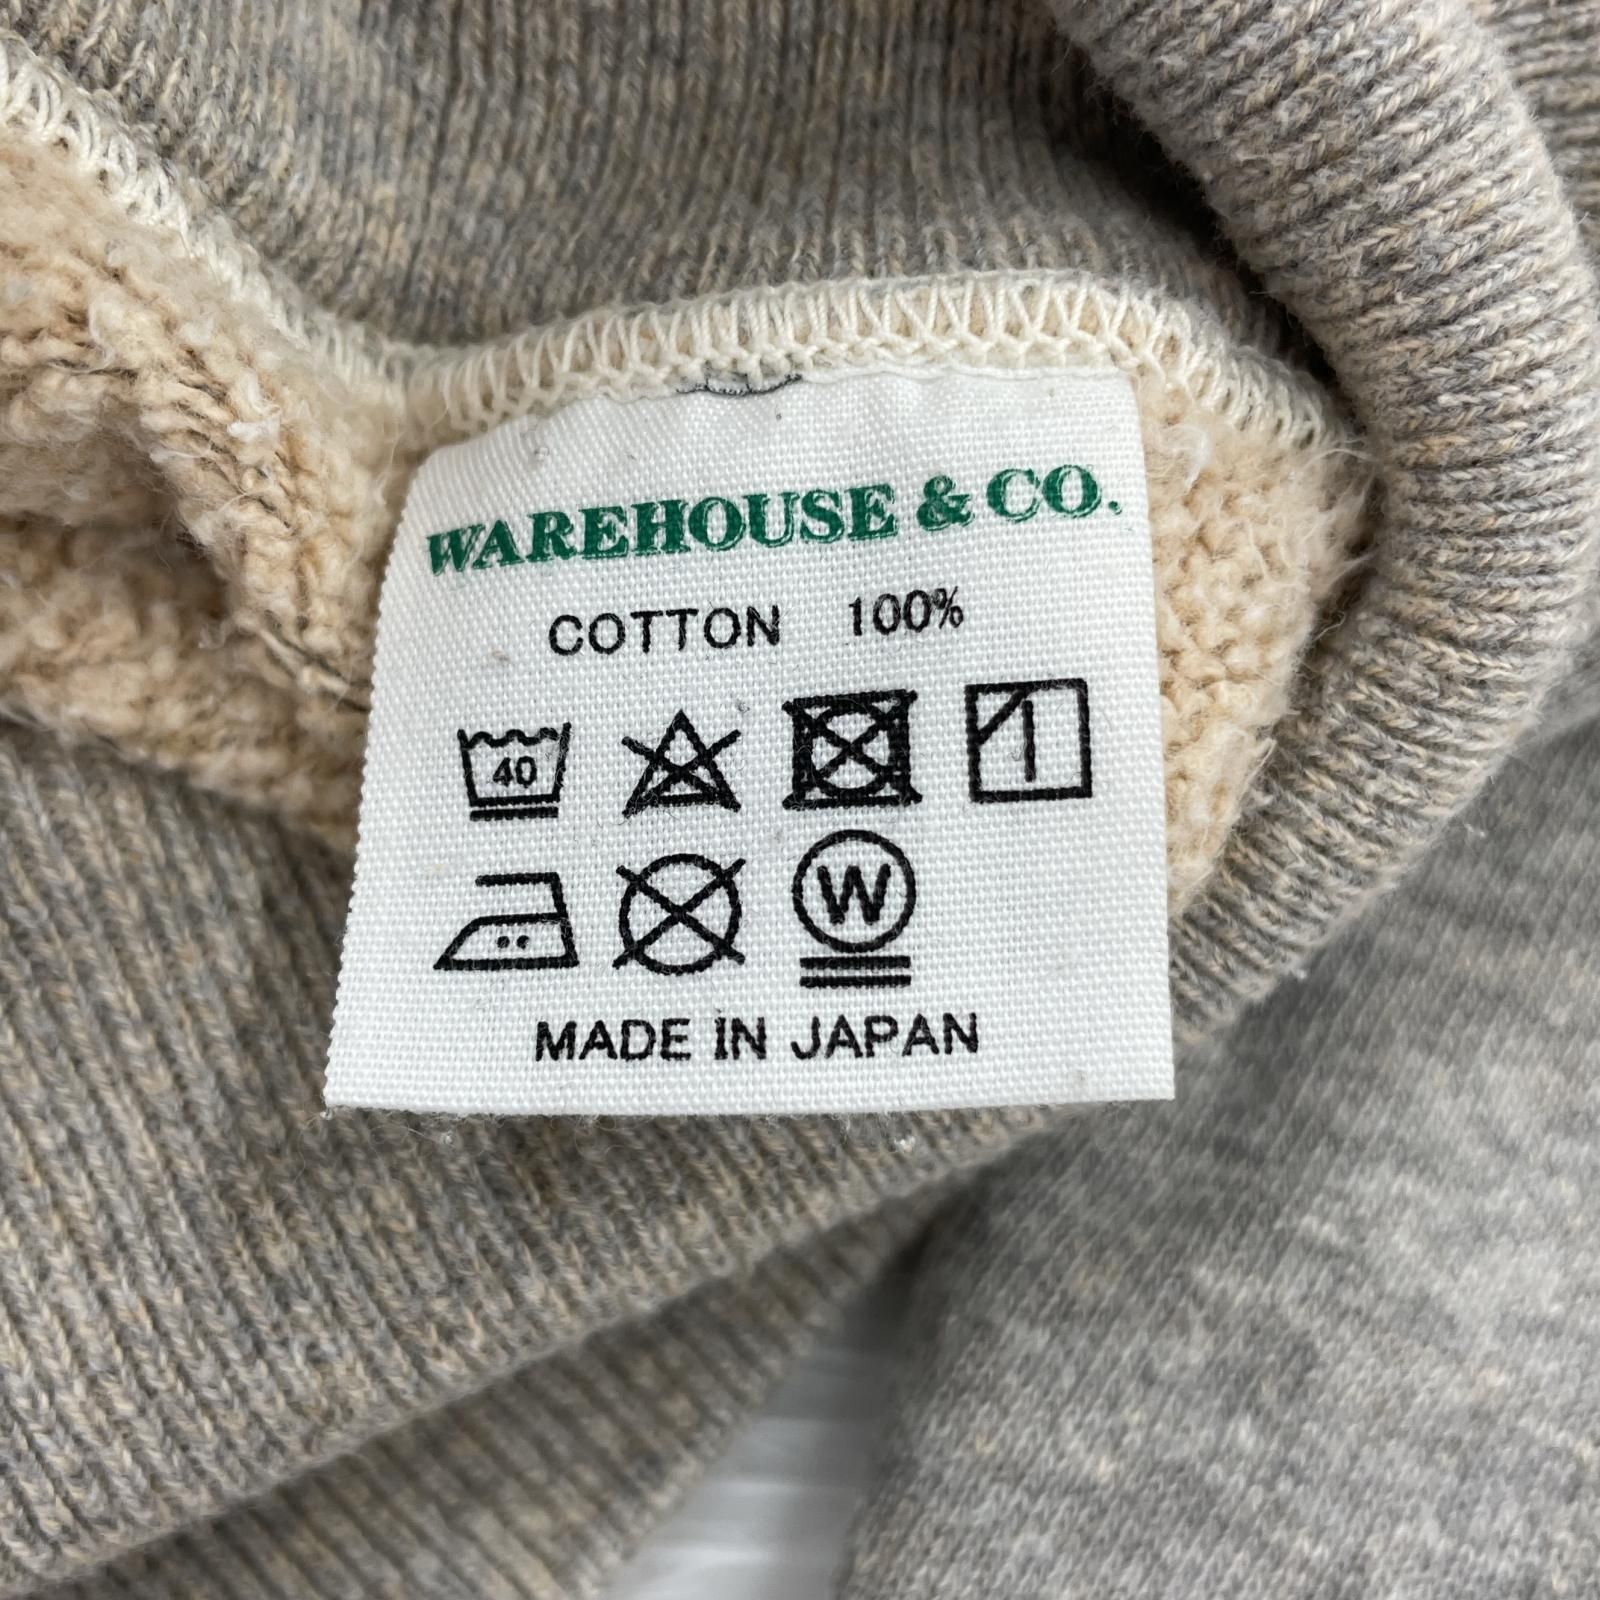 WAREHOUSE & CO.
COTTON 100%
40
W
MADE IN JAPAN